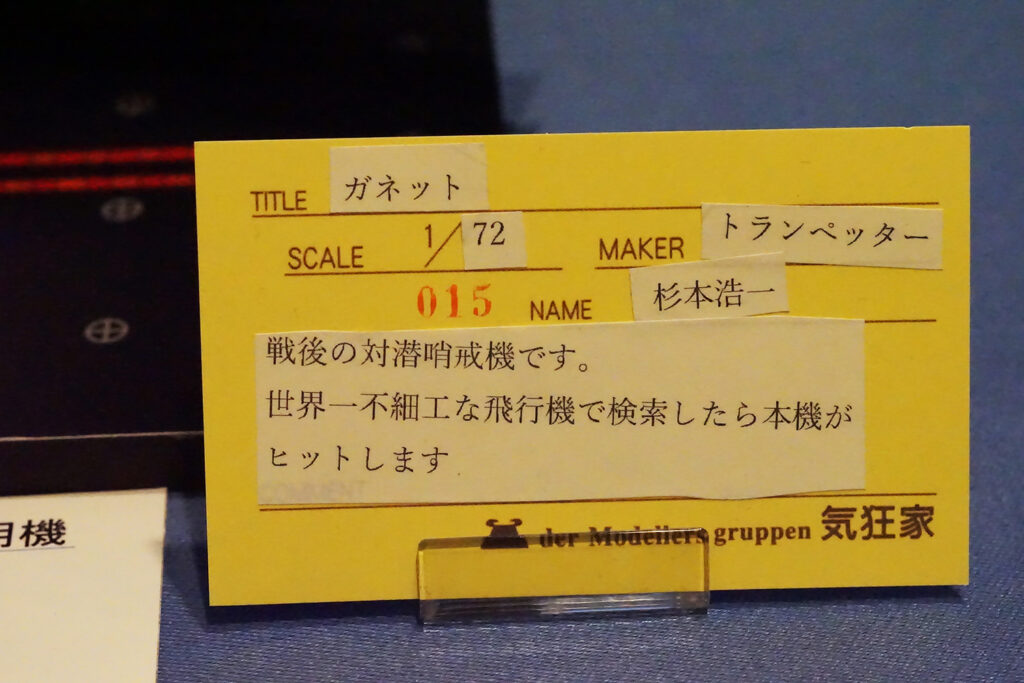 TITLE ガネット
SCALE 1/72 MAKER トランペッター
015 NAME 杉本浩一
戦後の対潜哨戒機です。
世界一不細工な飛行機で検索したら本機が
ヒットします
der Modellers gruppen 気狂家
月機